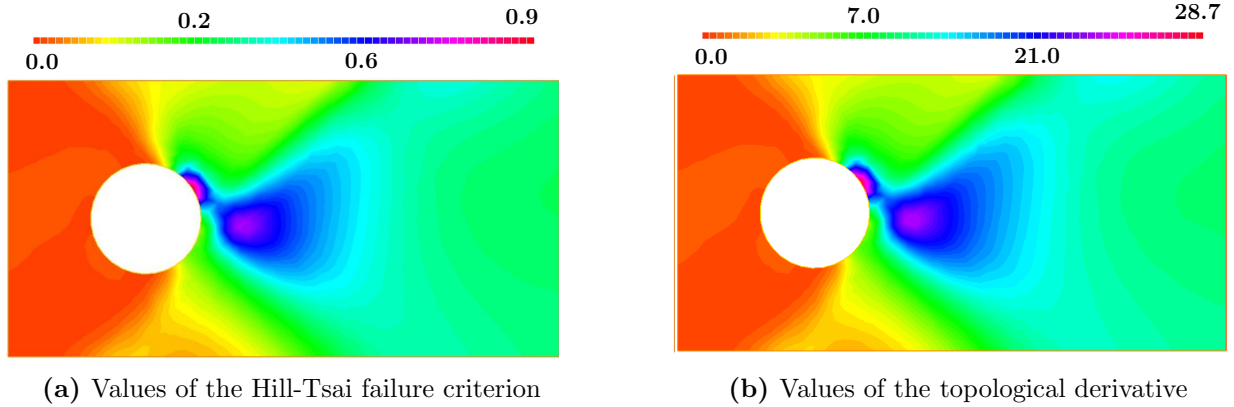 0.2 0.9
0.0 0.6
7.0 28.7
0.0 21.0
(a) Values of the Hill-Tsai failure criterion
(b) Values of the topological derivative